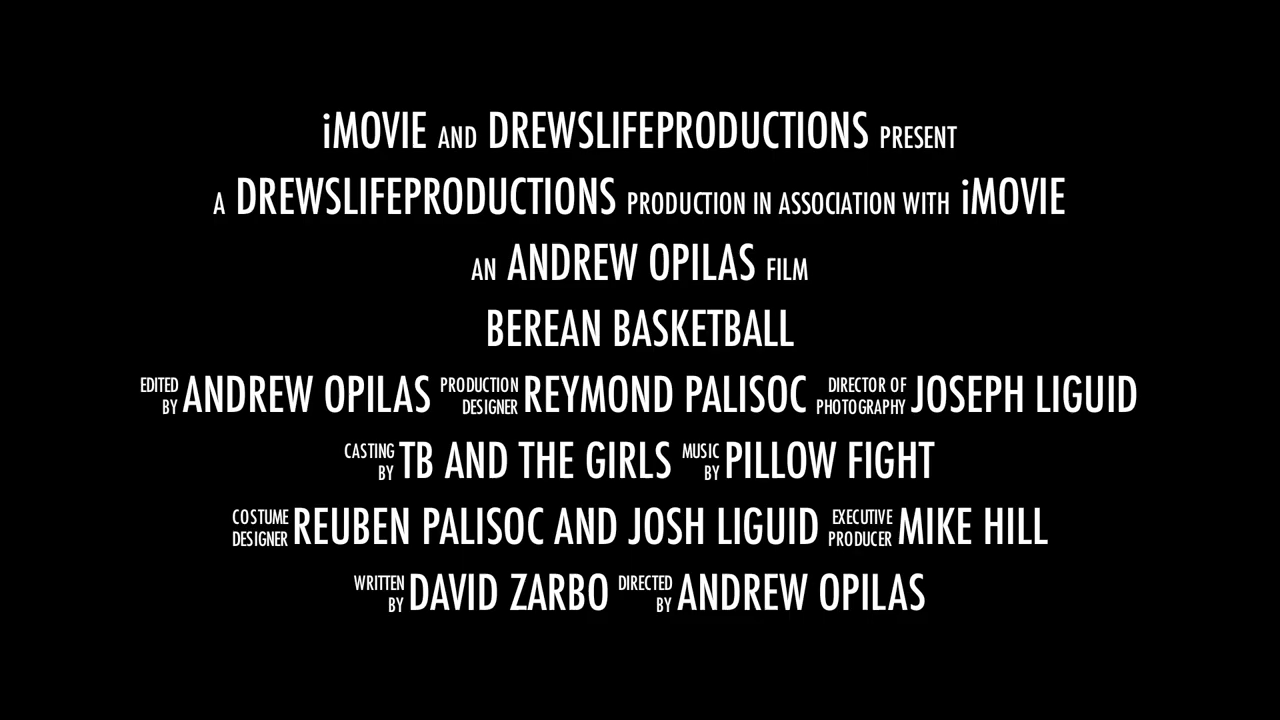 iMOVIE AND DREWSLIFEPRODUCTIONS PRESENT
A DREWSLIFEPRODUCTIONS PRODUCTION IN ASSOCIATION WITH iMOVIE
AN ANDREW OPILAS FILM
BEREAN BASKETBALL
EDITED BY ANDREW OPILAS PRODUCTION DESIGNER REYMOND PALISOC DIRECTOR OF PHOTOGRAPHY JOSEPH LIGUID
CASTING BY TB AND THE GIRLS MUSIC BY PILLOW FIGHT
COSTUME DESIGNER REUBEN PALISOC AND JOSH LIGUID EXECUTIVE PRODUCER MIKE HILL
WRITTEN BY DAVID ZARBO DIRECTED BY ANDREW OPILAS